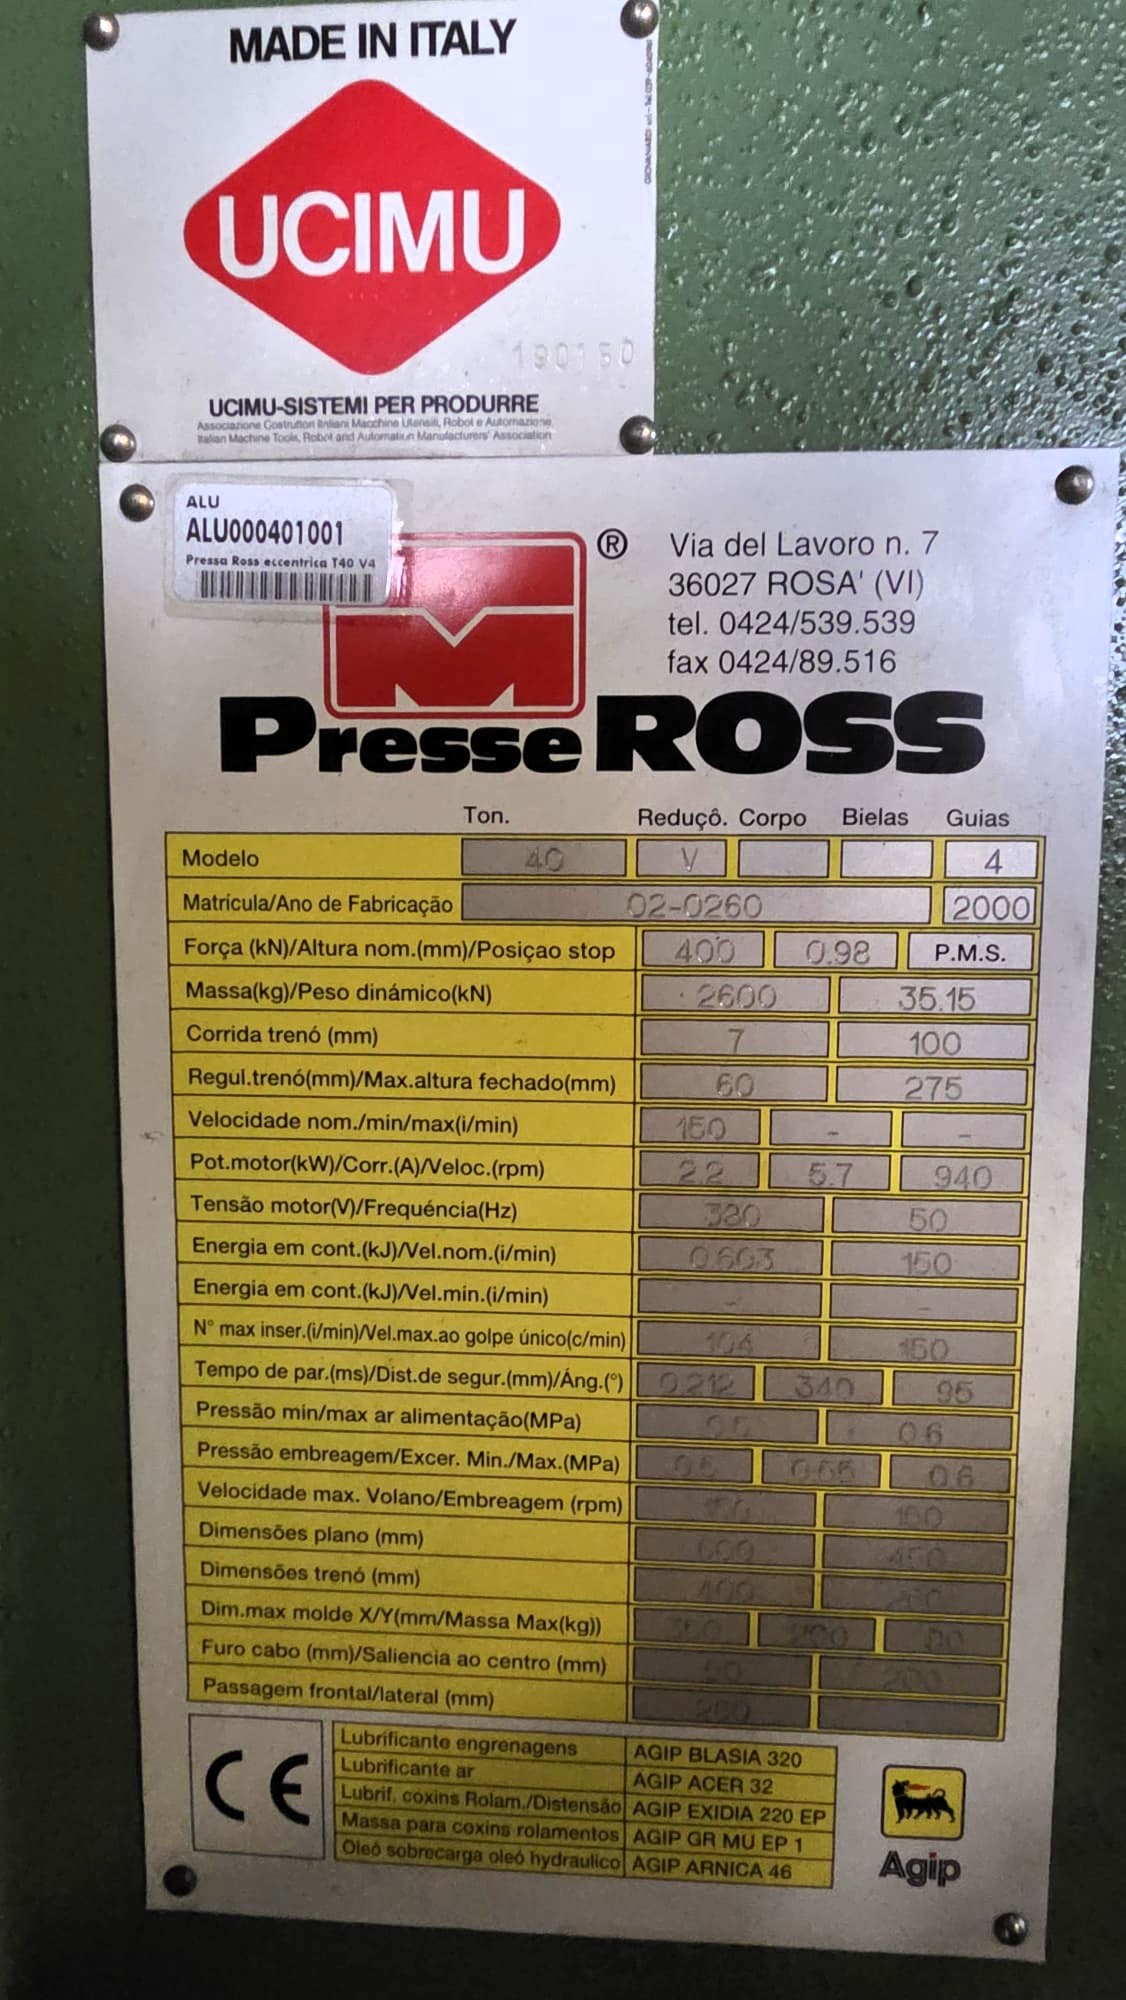 MADE IN ITALY
UCIMU
190150
UCIMU-SISTEMI PER PRODURRE
Associazione Costruttori Italiani Macchine Utensili, Robot e Automazione,
Italian Machine Tools, Robot and Automation Manufacturers' Association
ALU
ALU000401001
Pressa Ross eccentrica T40 V4
®
Via del Lavoro n. 7
36027 ROSA' (VI)
tel. 0424/539.539
fax 0424/89.516
Presse ROSS
Ton. Reduçô. Corpo Bielas Guias
Modelo 40 V 4
Matrícula/Ano de Fabricação 02-0260 2000
Força (kN)/Altura nom.(mm)/Posiçao stop 400 0.98 P.M.S.
Massa(kg)/Peso dinámico(kN) 2600 35.15
Corrida trenó (mm) 7 100
Regul.trenó(mm)/Max.altura fechado(mm) 60 275
Velocidade nom./min/max(i/min) 150 - -
Pot.motor(kW)/Corr.(A)/Veloc.(rpm) 2.2 5.7 940
Tensão motor(V)/Frequéncia(Hz) 380 50
Energia em cont.(kJ)/Vel.nom.(i/min) 0.603 150
Energia em cont.(kJ)/Vel.min.(i/min) - -
N° max inser.(i/min)/Vel.max.ao golpe único(c/min) 104 150
Tempo de par.(ms)/Dist.de segur.(mm)/Áng.(°) 0.212 340 95
Pressão min/max ar alimentação(MPa) 0.6
Pressão embreagem/Excer. Min./Max.(MPa) 0.6
Velocidade max. Volano/Embreagem (rpm) 150
Dimensões plano (mm) 600 450
Dimensões trenó (mm) 400
Dim.max molde X/Y(mm/Massa Max(kg)) 200
Furo cabo (mm)/Saliencia ao centro (mm) 200
Passagem frontal/lateral (mm)
CE
Lubrificante engrenagens AGIP BLASIA 320
Lubrificante ar AGIP ACER 32
Lubrif, coxins Rolam./Distensão AGIP EXIDIA 220 EP
Massa para coxins rolamentos AGIP GR MU EP 1
Oleó sobrecarga oleó hydraulico AGIP ARNICA 46
Agip